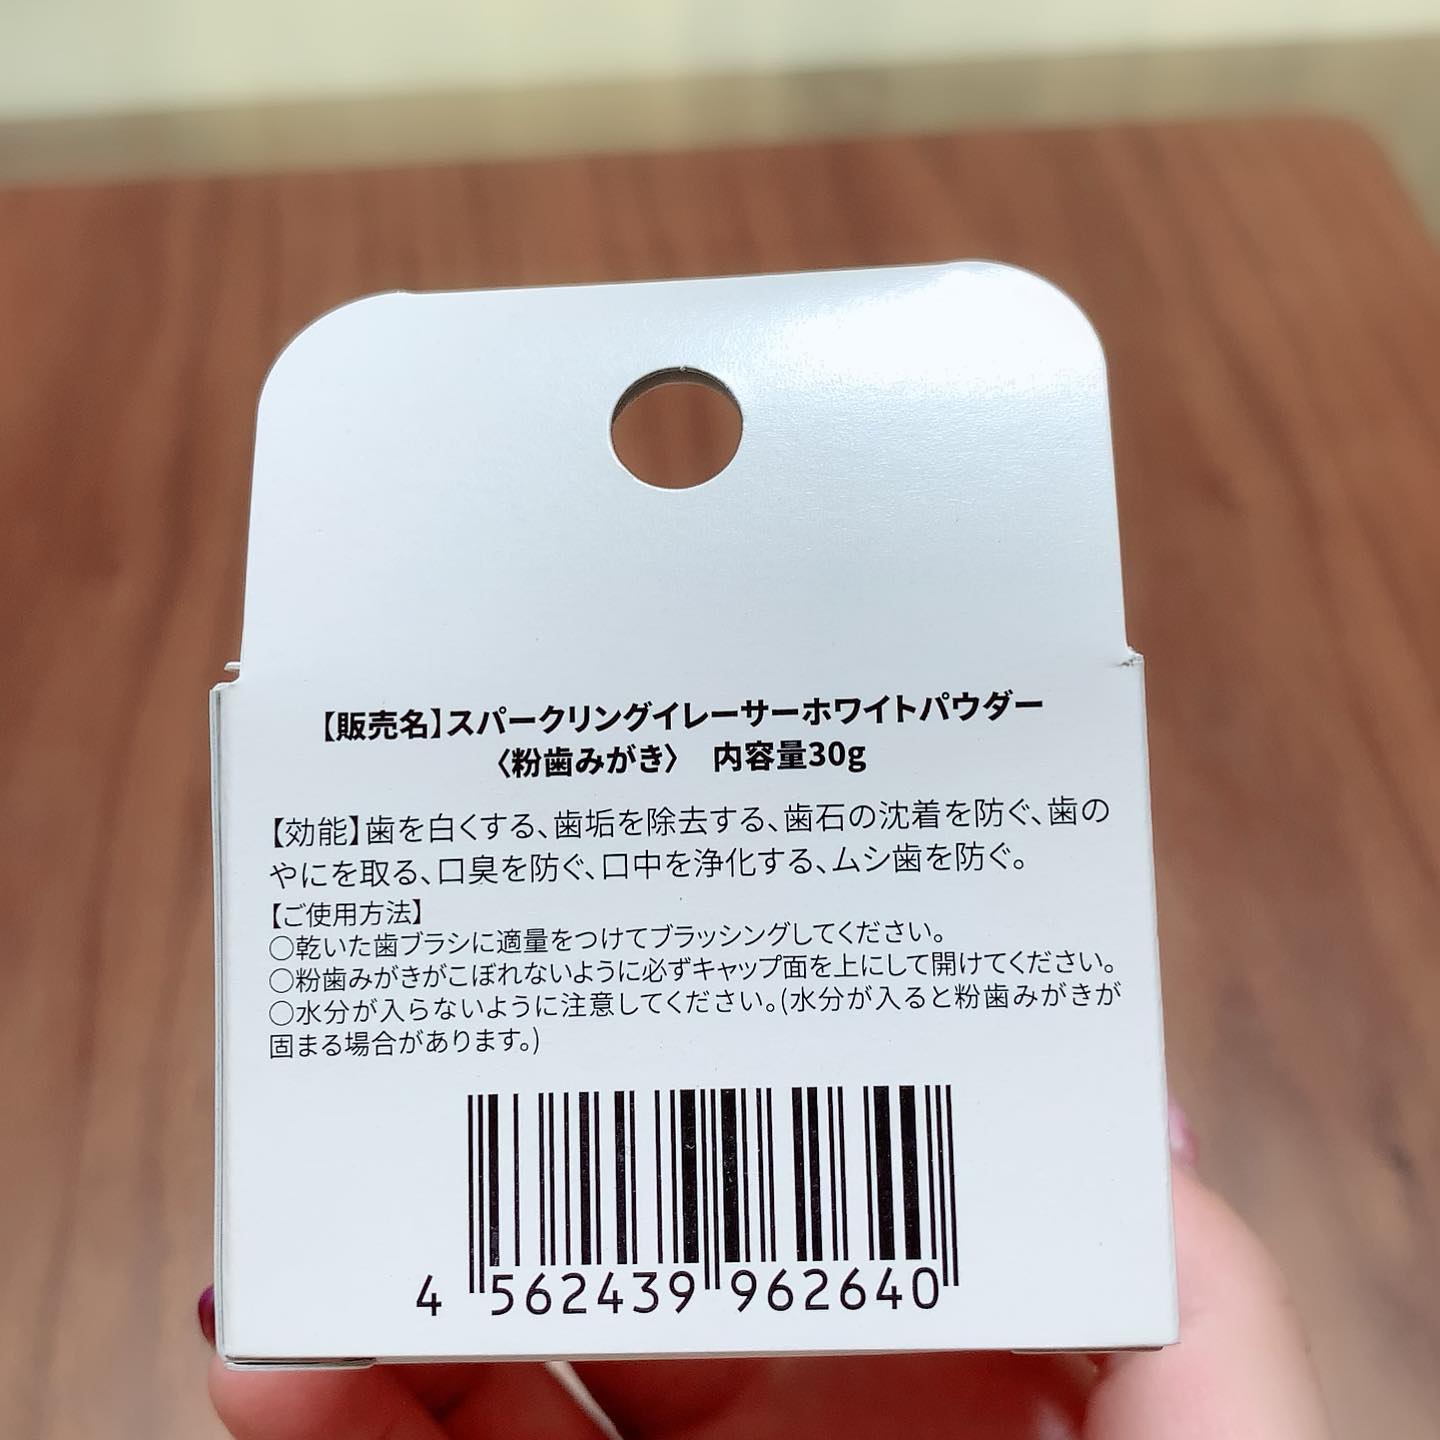 【販売名】スパークリングイレーサーホワイトパウダー
〈粉歯みがき〉 内容量30g
【効能】歯を白くする、歯垢を除去する、歯石の沈着を防ぐ、歯の
やにを取る、口臭を防ぐ、口中を浄化する、ムシ歯を防ぐ。
【ご使用方法】
○乾いた歯ブラシに適量をつけてブラッシングしてください。
○粉歯みがきがこぼれないように必ずキャップ面を上にして開けてください。
○水分が入らないように注意してください。(水分が入ると粉歯みがきが
固まる場合があります。)
4 562439 962640